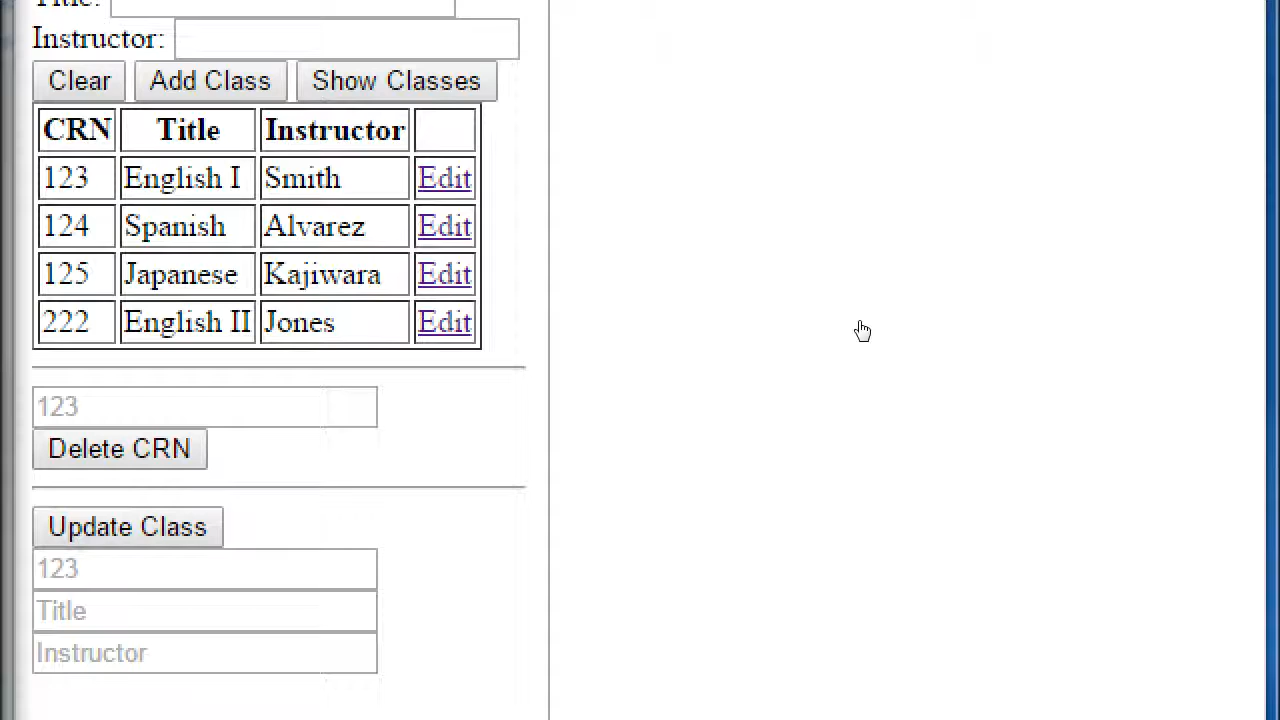 Title:
Instructor:
Clear Add Class Show Classes
CRN Title Instructor
123 English I Smith Edit
124 Spanish Alvarez Edit
125 Japanese Kajiwara Edit
222 English II Jones Edit
123
Delete CRN
Update Class
123
Title
Instructor